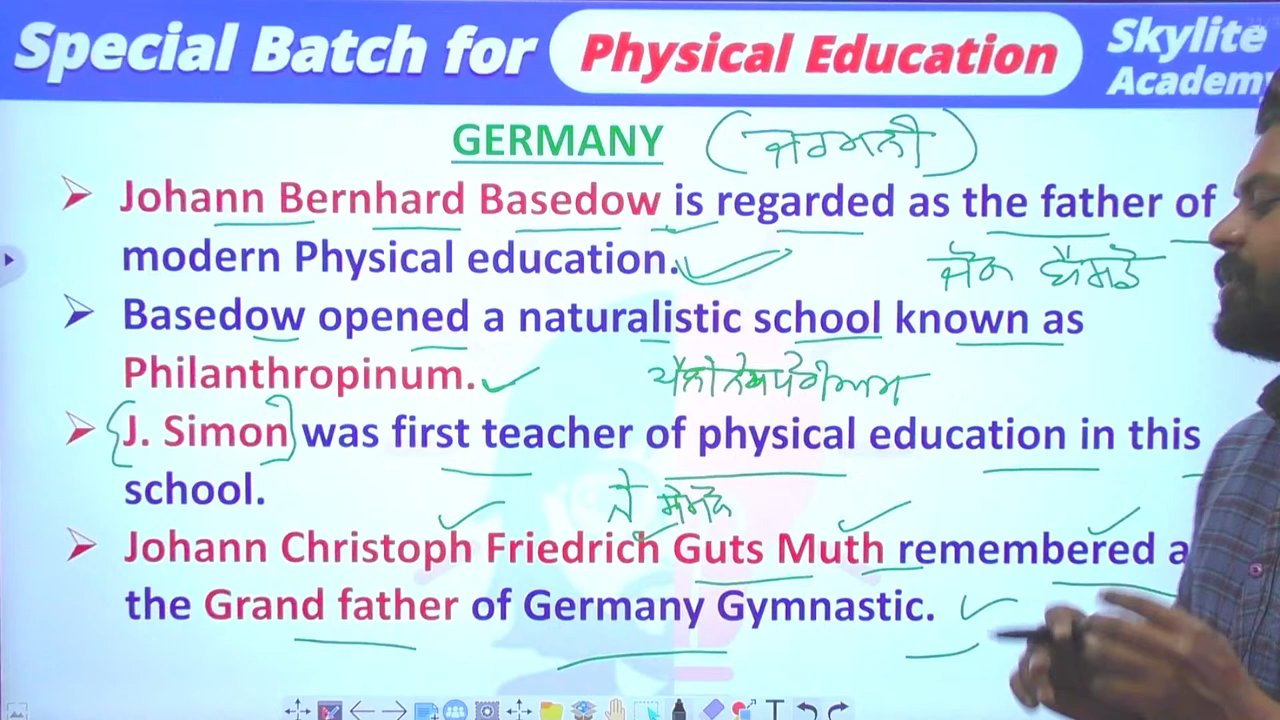 Special Batch for Physical Education Skylite
Academy
GERMANY (ਜਰਮਨੀ)
➢ Johann Bernhard Basedow is regarded as the father of
modern Physical education.
➢ Basedow opened a naturalistic school known as
Philanthropinum.
➢ J. Simon was first teacher of physical education in this
school.
➢ Johann Christoph Friedrich Guts Muth remembered a
the Grand father of Germany Gymnastic.